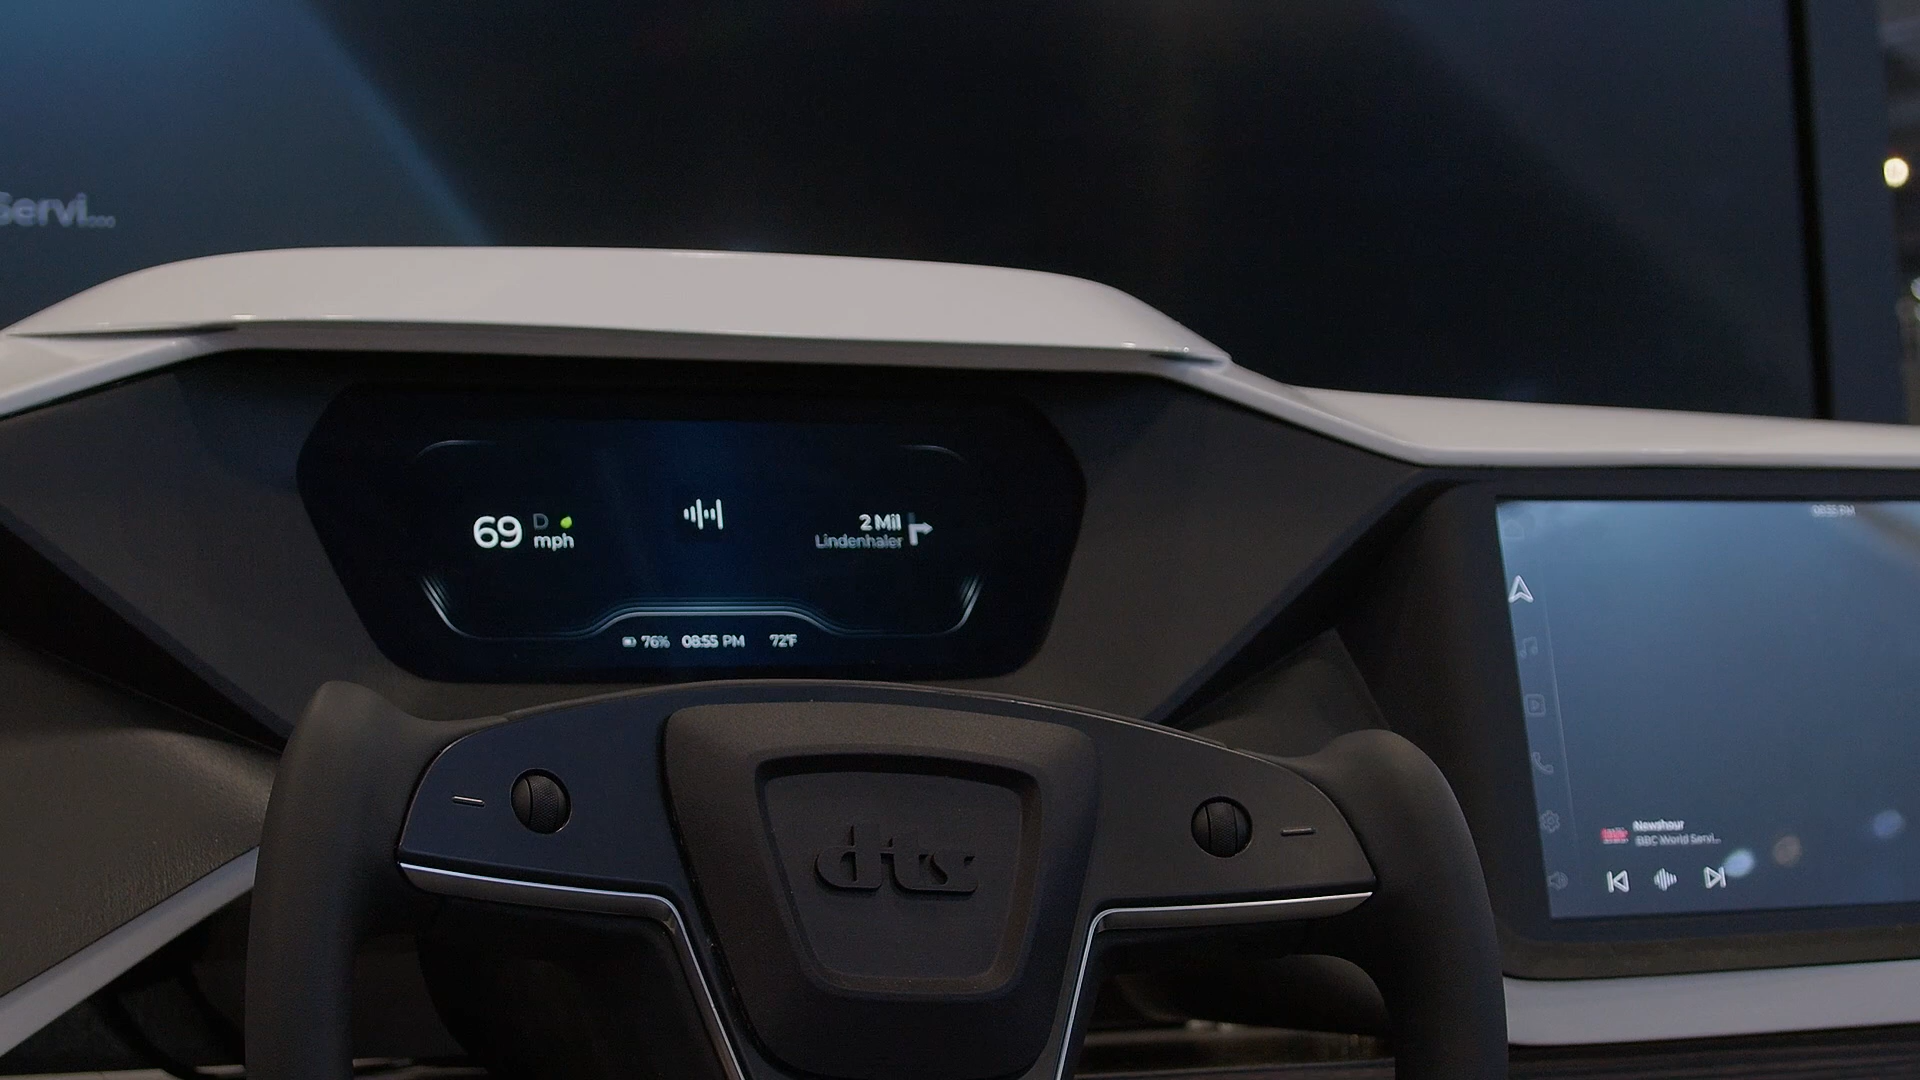 Servi...
69 D
mph
2 Mil
Lindenhaler
76% 08:55 PM 72°F
dts
08:55 PM
Newshour
BBC World Servi...